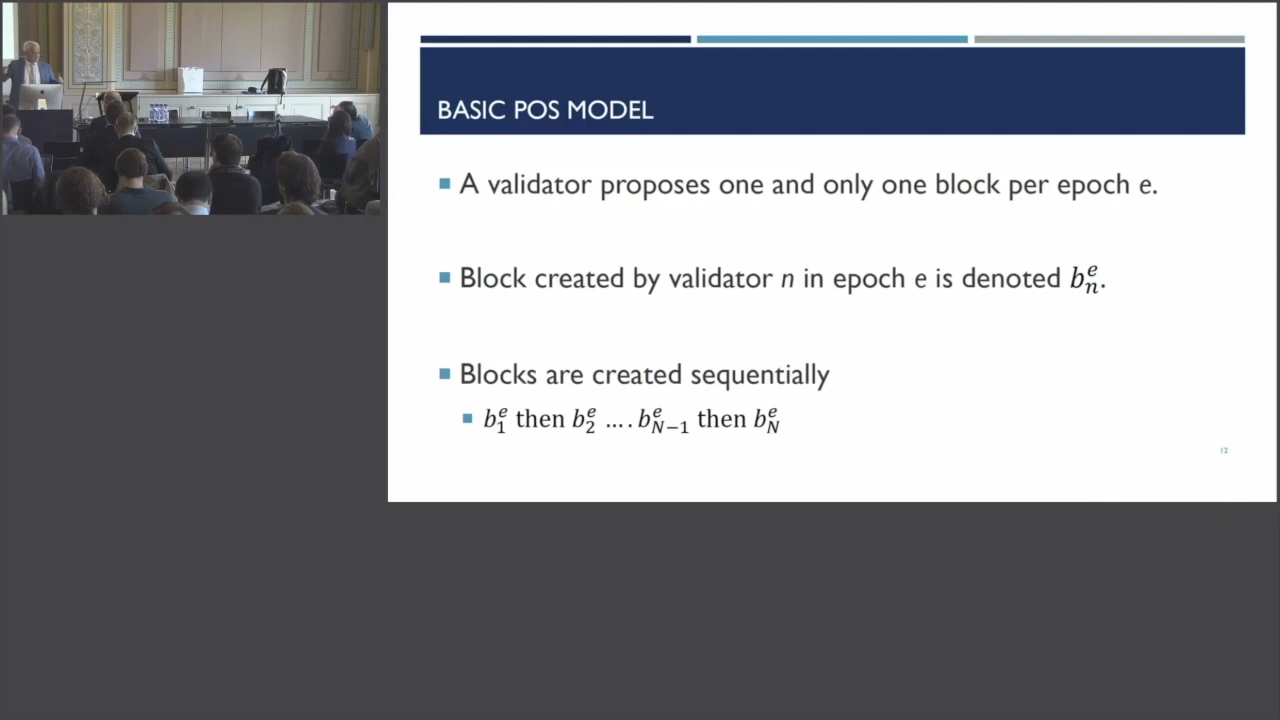 BASIC POS MODEL
A validator proposes one and only one block per epoch e.
Block created by validator n in epoch e is denoted $b_n^e$.
Blocks are created sequentially
$b_1^e$ then $b_2^e$ .... $b_{N-1}^e$ then $b_N^e$
12